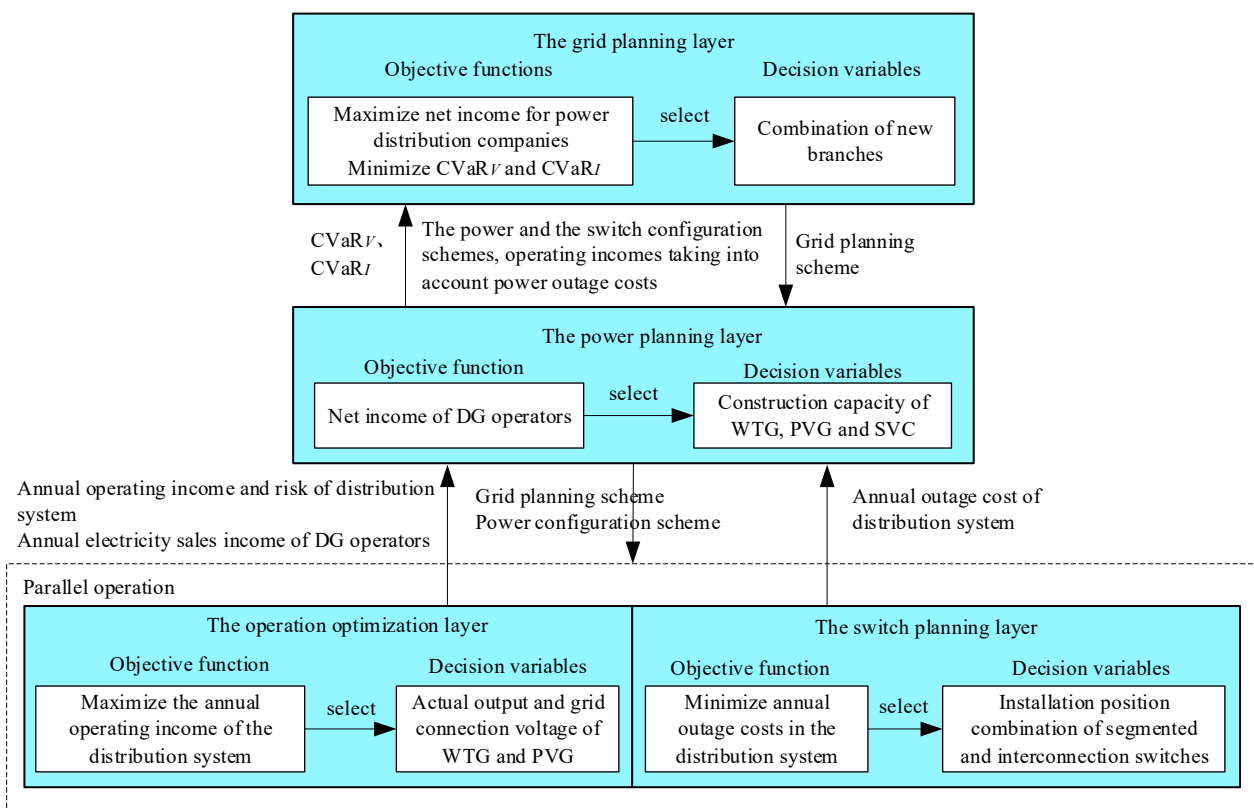 The grid planning layer
Objective functions
Decision variables
Maximize net income for power
distribution companies
Minimize CVaRV and CVaRI
select
Combination of new
branches
CVaRV、
CVaRI
The power and the switch configuration
schemes, operating incomes taking into
account power outage costs
Grid planning
scheme
The power planning layer
Objective function
Decision variables
Net income of DG operators
select
Construction capacity of
WTG, PVG and SVC
Annual operating income and risk of distribution
system
Annual electricity sales income of DG operators
Grid planning scheme
Power configuration scheme
Annual outage cost of
distribution system
Parallel operation
The operation optimization layer
Objective function
Decision variables
Maximize the annual
operating income of the
distribution system
select
Actual output and grid
connection voltage of
WTG and PVG
The switch planning layer
Objective function
Decision variables
Minimize annual
outage costs in the
distribution system
select
Installation position
combination of segmented
and interconnection switches